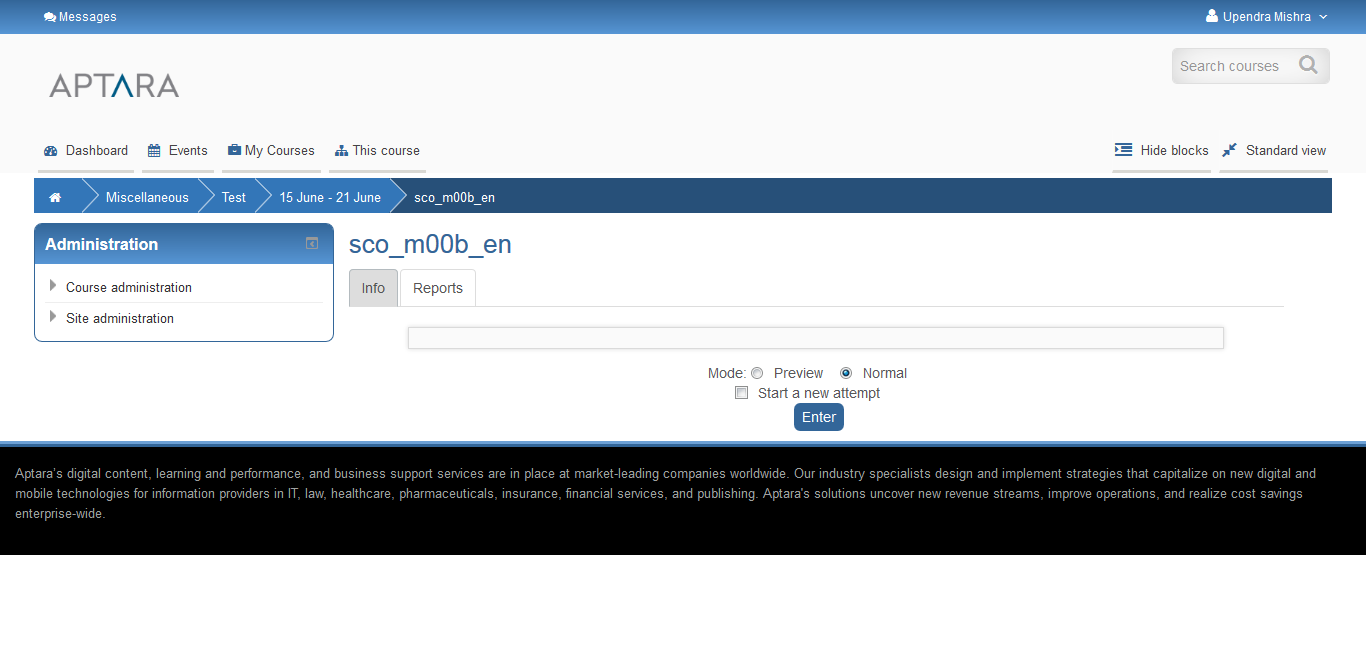 Messages
Upendra Mishra
APTARA
Search courses
Dashboard Events My Courses This course
Hide blocks Standard view
Miscellaneous Test 15 June - 21 June sco_m00b_en
Administration
Course administration
Site administration
sco_m00b_en
Info Reports
Mode: Preview Normal
Start a new attempt
Enter
Aptara's digital content, learning and performance, and business support services are in place at market-leading companies worldwide. Our industry specialists design and implement strategies that capitalize on new digital and
mobile technologies for information providers in IT, law, healthcare, pharmaceuticals, insurance, financial services, and publishing. Aptara's solutions uncover new revenue streams, improve operations, and realize cost savings
enterprise-wide.